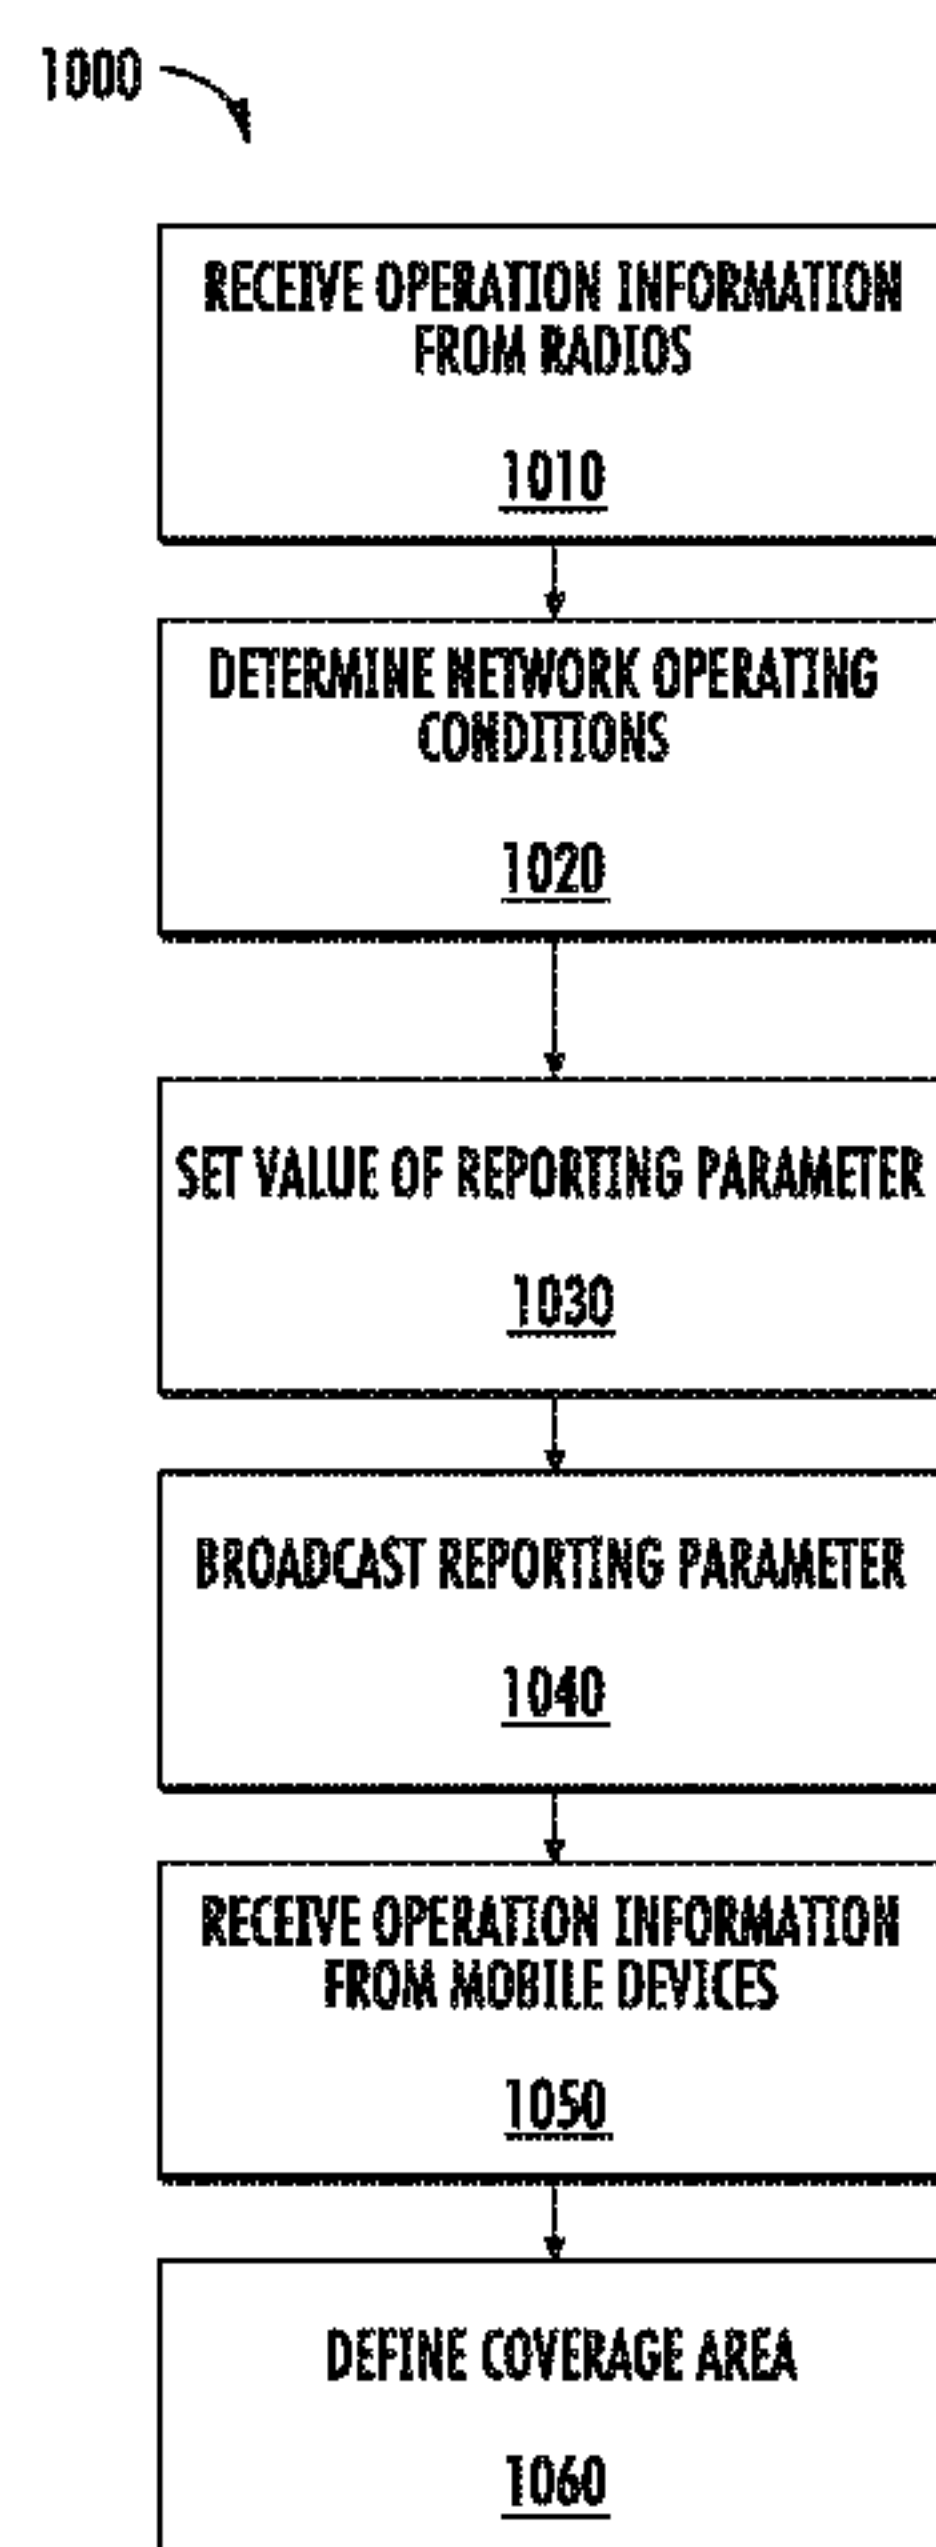 1000
RECEIVE OPERATION INFORMATION
FROM RADIOS
1010
DETERMINE NETWORK OPERATING
CONDITIONS
1020
SET VALUE OF REPORTING PARAMETER
1030
BROADCAST REPORTING PARAMETER
1040
RECEIVE OPERATION INFORMATION
FROM MOBILE DEVICES
1050
DEFINE COVERAGE AREA
1060